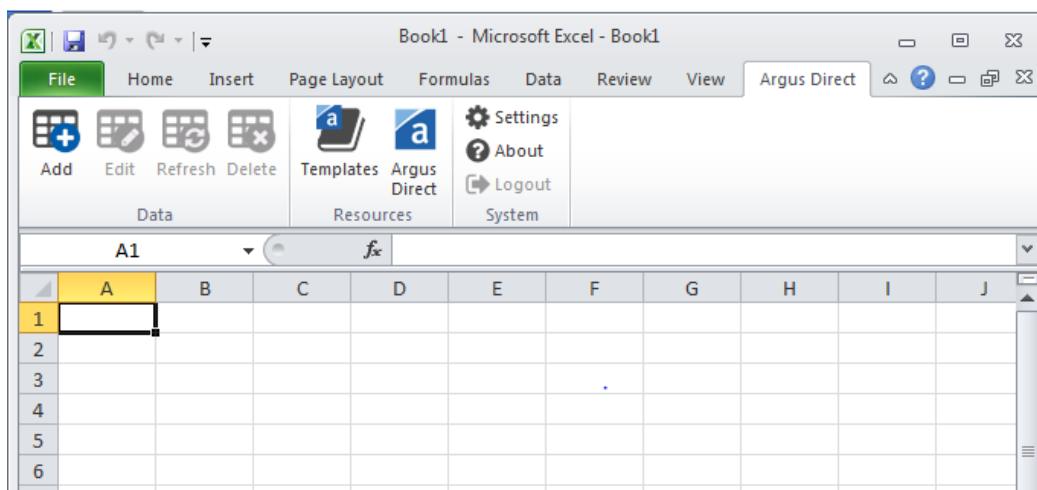 Book1 - Microsoft Excel - Book1
File Home Insert Page Layout Formulas Data Review View Argus Direct
Add Edit Refresh Delete Templates Argus Direct Settings About Logout
Data Resources System
A1 fx
A B C D E F G H I J
1
2
3
4
5
6